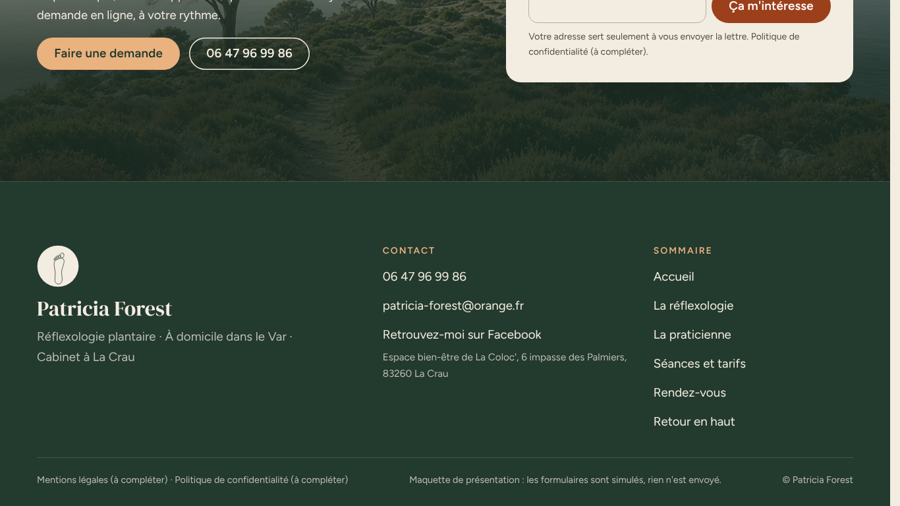 demande en ligne, à votre rythme.
Faire une demande
06 47 96 99 86
Ça m'intéresse
Votre adresse sert seulement à vous envoyer la lettre. Politique de
confidentialité (à compléter).
Patricia Forest
Réflexologie plantaire · À domicile dans le Var ·
Cabinet à La Crau
CONTACT
06 47 96 99 86
patricia-forest@orange.fr
Retrouvez-moi sur Facebook
Espace bien-être de La Coloc', 6 impasse des Palmiers,
83260 La Crau
SOMMAIRE
Accueil
La réflexologie
La praticienne
Séances et tarifs
Rendez-vous
Retour en haut
Mentions légales (à compléter) · Politique de confidentialité (à compléter)
Maquette de présentation : les formulaires sont simulés, rien n'est envoyé.
© Patricia Forest